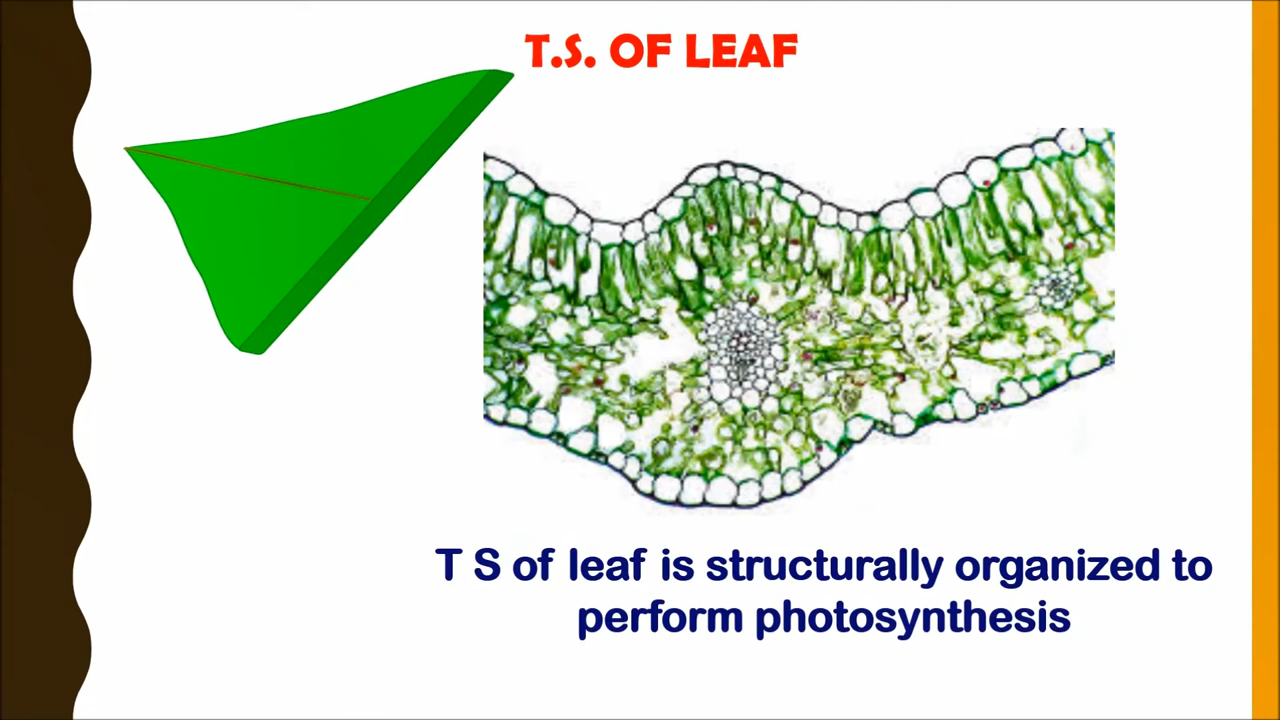 T.S. OF LEAF
T S of leaf is structurally organized to
perform photosynthesis